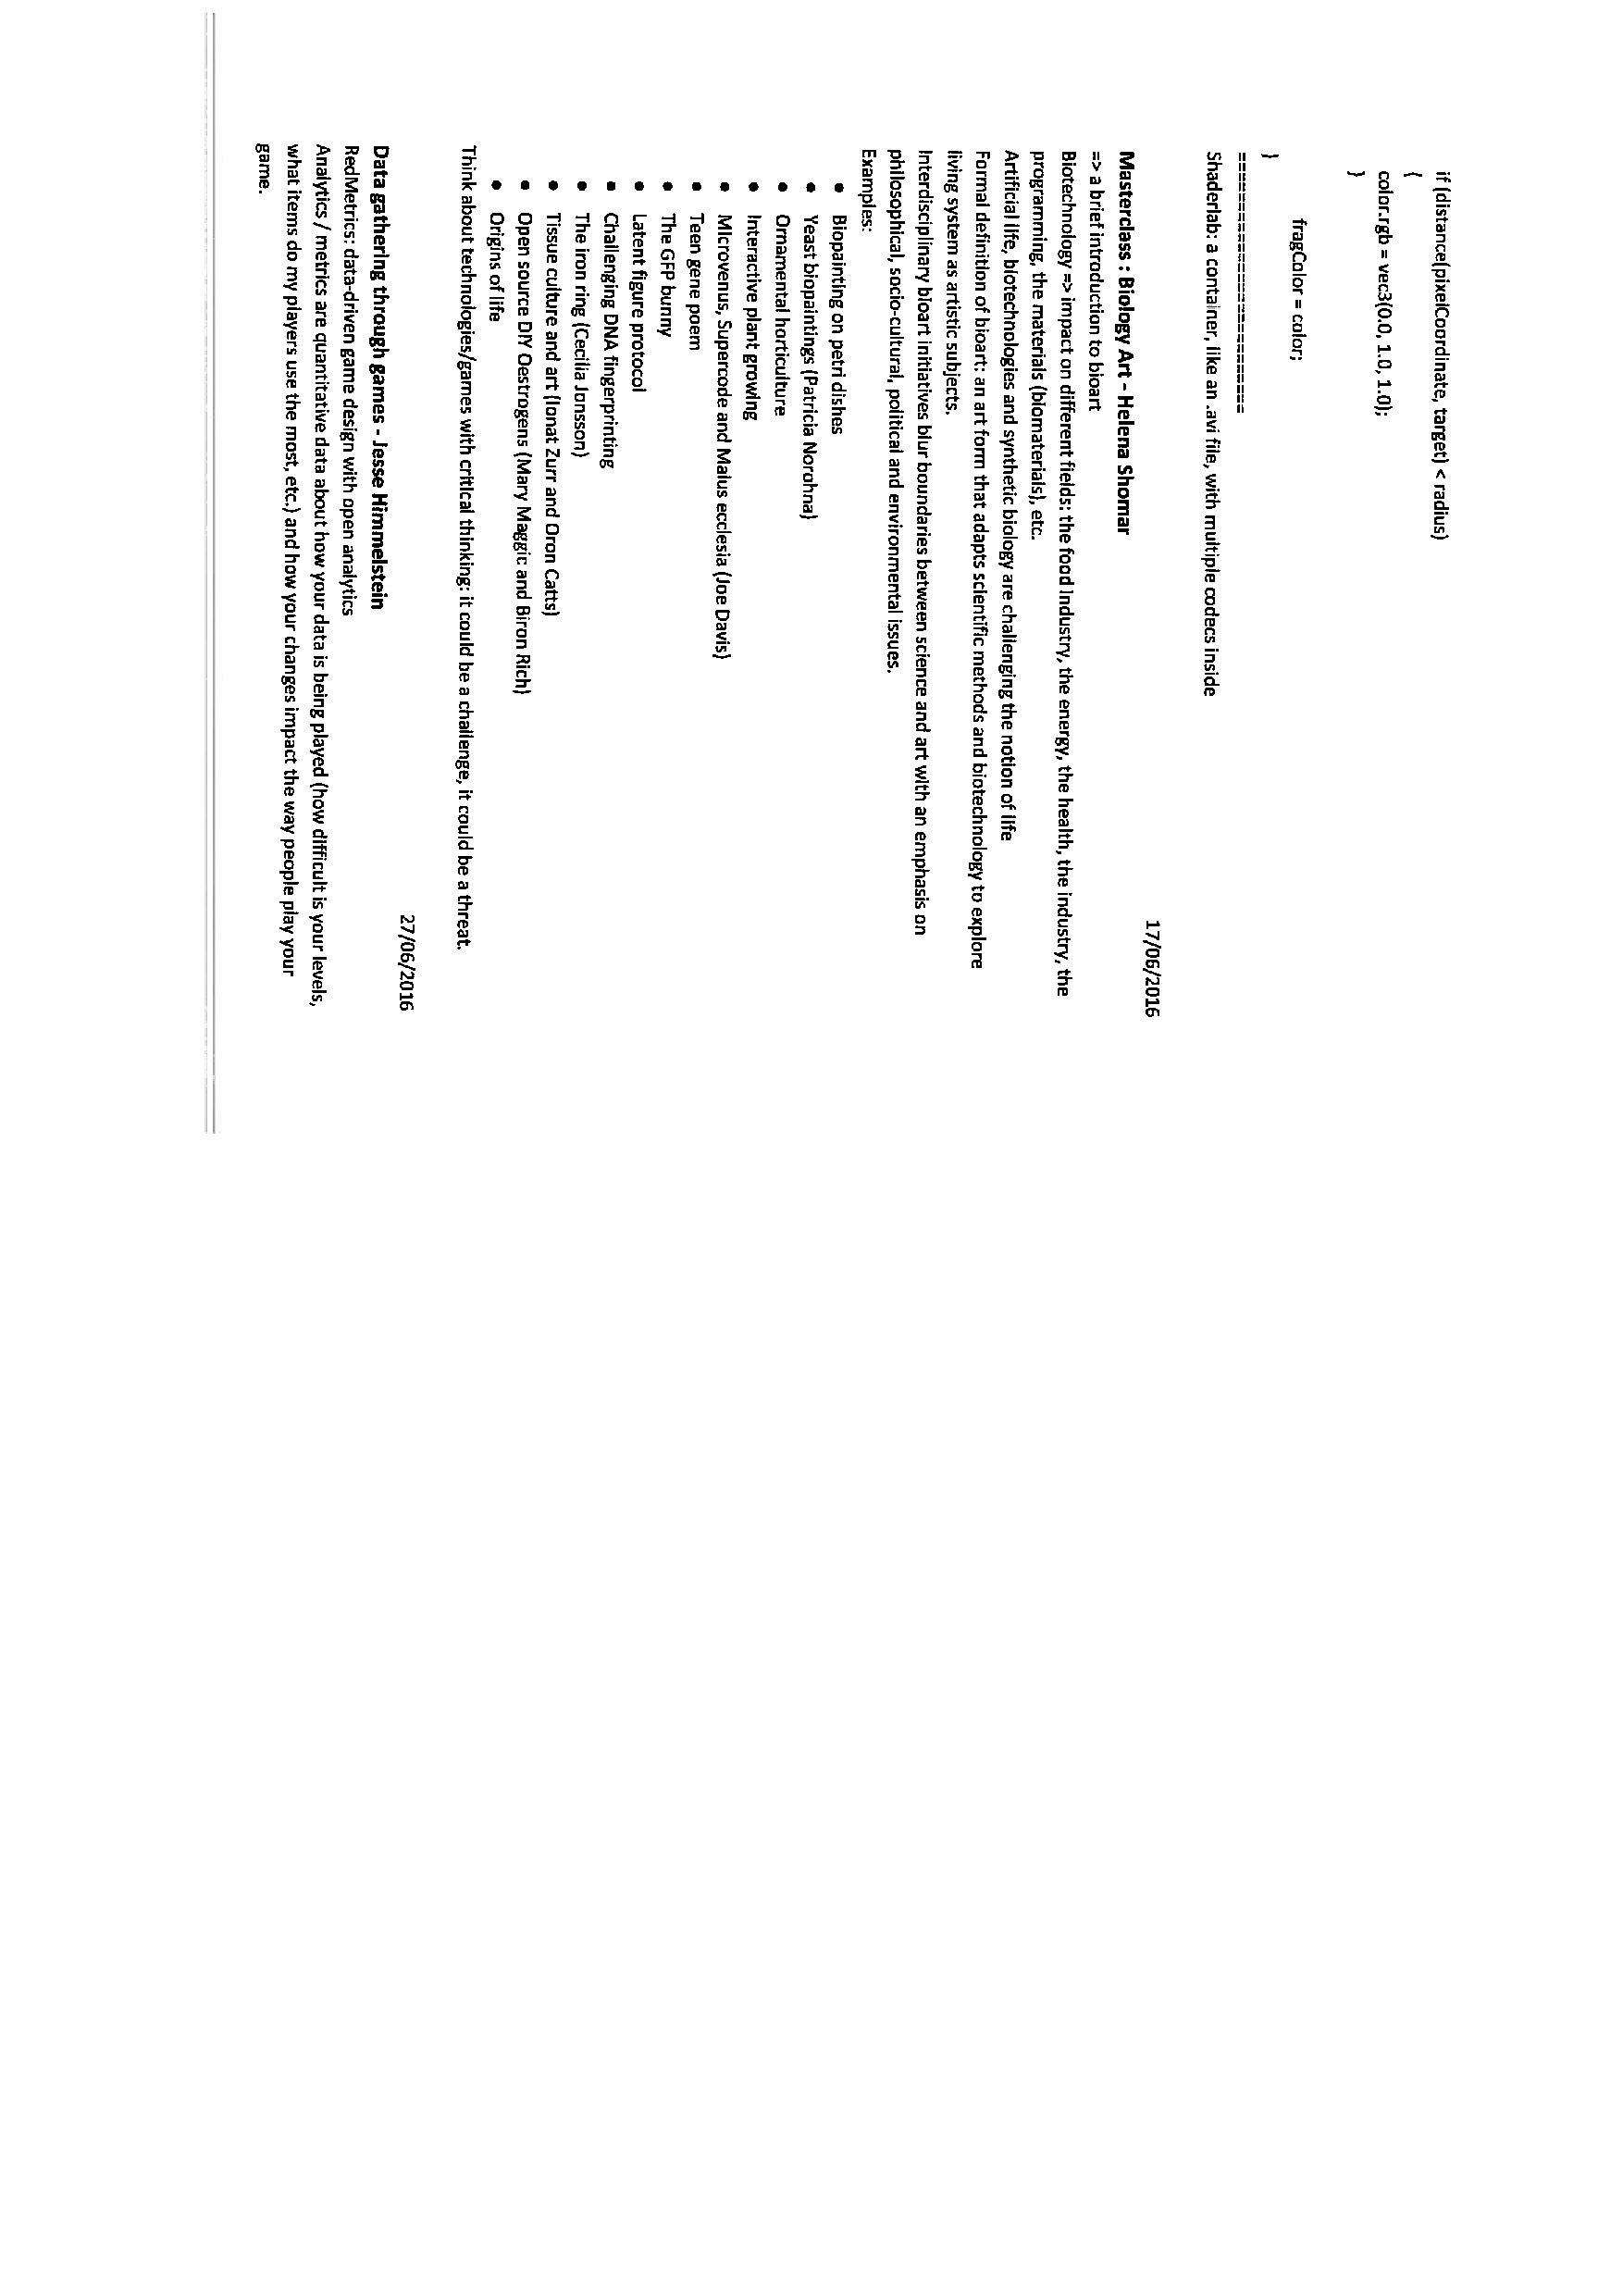 if (distance(pixelCoordinate, target) < radius)
{
color.rgb = vec3(0.0, 1.0, 1.0);
}
fragColor = color;
}
==============================
Shaderlab: a container, like an .avi file, with multiple codecs inside
17/06/2016
Masterclass : Biology Art - Helena Shomar
=> a brief introduction to bioart
Biotechnology => impact on different fields: the food industry, the energy, the health, the industry, the
programming, the materials (biomaterials), etc.
Artificial life, biotechnologies and synthetic biology are challenging the notion of life
Formal definition of bioart: an art form that adapts scientific methods and biotechnology to explore
living system as artistic subjects.
Interdisciplinary bioart initiatives blur boundaries between science and art with an emphasis on
philosophical, socio-cultural, political and environmental issues.
Examples:
● Biopainting on petri dishes
● Yeast biopaintings (Patricia Norohna)
● Ornamental horticulture
● Interactive plant growing
● Microvenus, Supercode and Malus ecclesia (Joe Davis)
● Teen gene poem
● The GFP bunny
● Latent figure protocol
● Challenging DNA fingerprinting
● The iron ring (Cecilia Jonsson)
● Tissue culture and art (Ionat Zurr and Oron Catts)
● Open source DIY Oestrogens (Mary Maggic and Biron Rich)
● Origins of life
Think about technologies/games with critical thinking: it could be a challenge, it could be a threat.
27/06/2016
Data gathering through games - Jesse Himmelstein
RedMetrics: data-driven game design with open analytics
Analytics / metrics are quantitative data about how your data is being played (how difficult is your levels,
what items do my players use the most, etc.) and how your changes impact the way people play your
game.